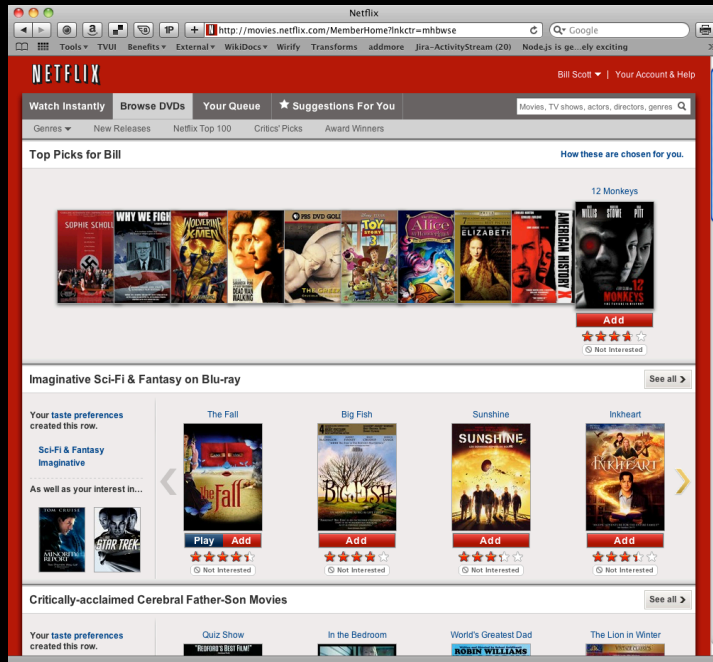 Netflix
http://movies.netflix.com/MemberHome?lnkctr=mhbwse
Google
Tools TVUI Benefits External WikiDocs Wirify Transforms addmore Jira-ActivityStream (20) Node.js is ge...ely exciting
NETFLIX
Bill Scott | Your Account & Help
Watch Instantly Browse DVDs Your Queue Suggestions For You
Movies, TV shows, actors, directors, genres
Genres New Releases Netflix Top 100 Critics' Picks Award Winners
Top Picks for Bill
How these are chosen for you.
12 Monkeys
SOPHIE SCHOLL
WHY WE FIGHT
WOLVERINE
X-MEN
DEAD MAN
WALKING
PBS DVD GOLD
THE GREEKS
TOY
STORY
3
Alice
ELIZABETH
AMERICAN HISTORY X
WILLIS STOWE PITT
12
MONKEYS
Add
Not Interested
Imaginative Sci-Fi & Fantasy on Blu-ray
See all
Your taste preferences
created this row.
Sci-Fi & Fantasy
Imaginative
As well as your interest in...
TOM CRUISE
MINORITY
REPORT
STAR TREK
The Fall
Big Fish
Sunshine
Inkheart
the fall
BIG FISH
SUNSHINE
INKHEART
Play Add
Add
Add
Add
Not Interested
Not Interested
Not Interested
Not Interested
Critically-acclaimed Cerebral Father-Son Movies
See all
Your taste preferences
created this row.
Quiz Show
In the Bedroom
World's Greatest Dad
The Lion in Winter
"REDFORD'S BEST FILM!"
ROBIN WILLIAMS